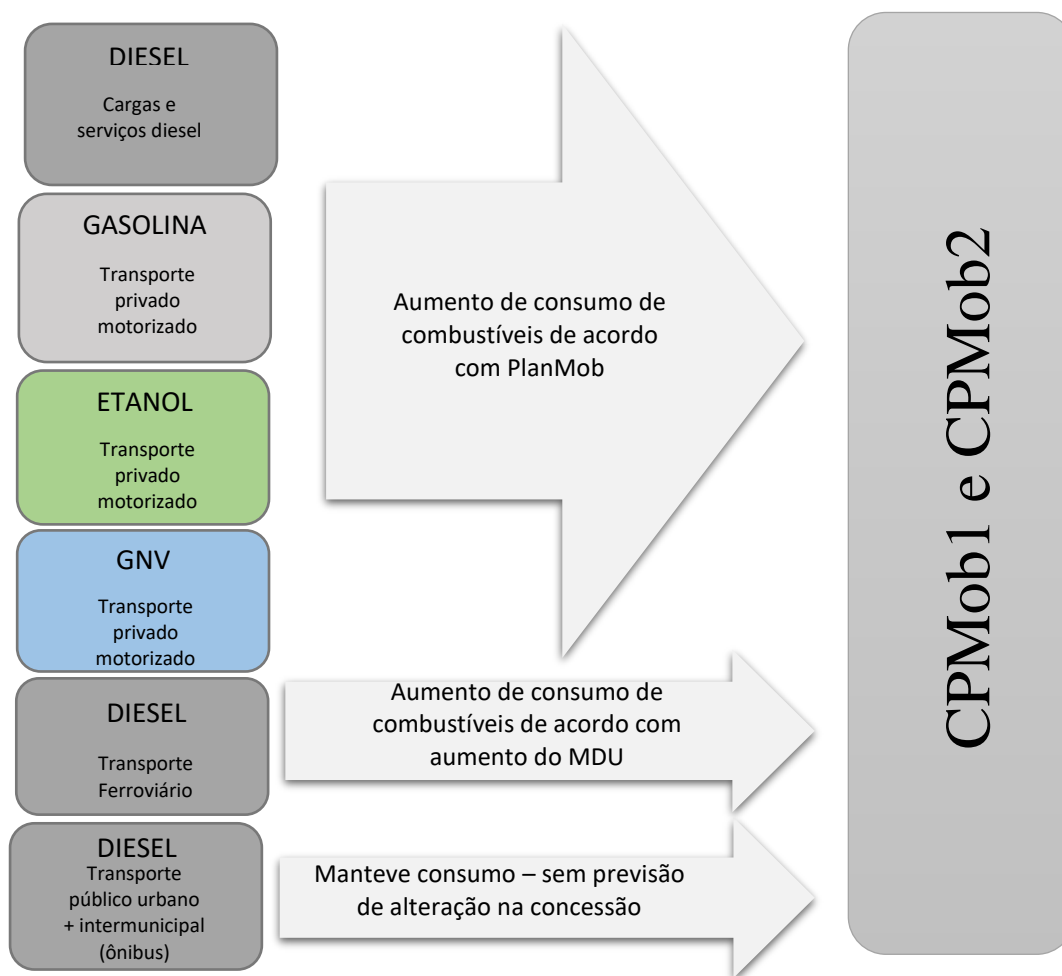 DIESEL
Cargas e
serviços diesel
GASOLINA
Transporte
privado
motorizado
ETANOL
Transporte
privado
motorizado
GNV
Transporte
privado
motorizado
DIESEL
Transporte
Ferroviário
DIESEL
Transporte
público urbano
+ intermunicipal
(ônibus)
Aumento de consumo de
combustíveis de acordo
com PlanMob
Aumento de consumo de
combustíveis de acordo com
aumento do MDU
Manteve consumo – sem previsão
de alteração na concessão
CPMob1 e CPMob2